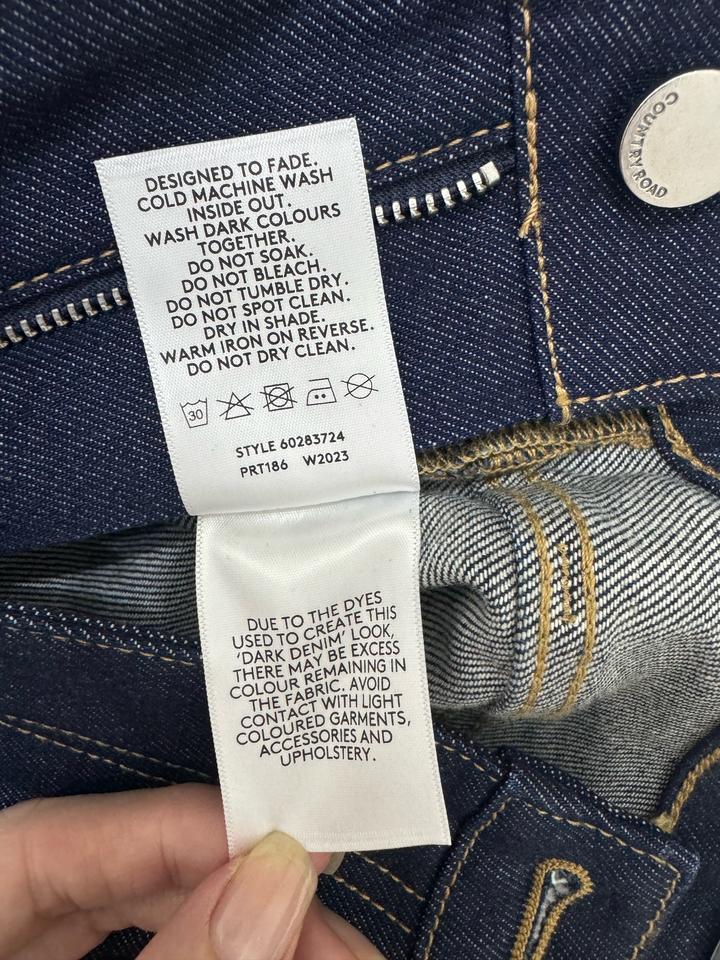 COUNTRY ROAD
DESIGNED TO FADE.
COLD MACHINE WASH
INSIDE OUT.
WASH DARK COLOURS
TOGETHER.
DO NOT SOAK.
DO NOT BLEACH.
DO NOT TUMBLE DRY.
DO NOT SPOT CLEAN.
DRY IN SHADE.
WARM IRON ON REVERSE.
DO NOT DRY CLEAN.
30
STYLE 60283724
PRT186 W2023
DUE TO THE DYES
USED TO CREATE THIS
'DARK DENIM' LOOK,
THERE MAY BE EXCESS
COLOUR REMAINING IN
THE FABRIC. AVOID
CONTACT WITH LIGHT
COLOURED GARMENTS,
ACCESSORIES AND
UPHOLSTERY.